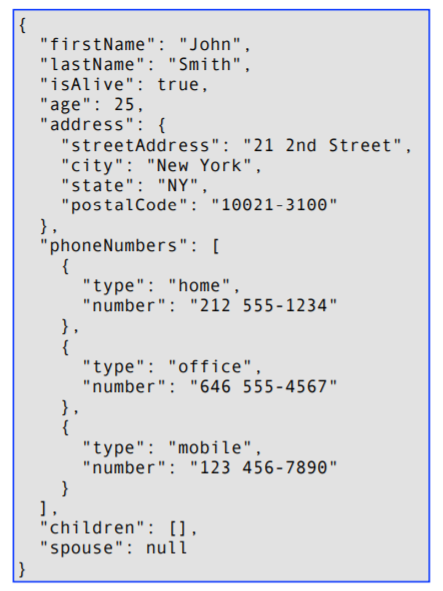 {
  "firstName": "John",
  "lastName": "Smith",
  "isAlive": true,
  "age": 25,
  "address": {
    "streetAddress": "21 2nd Street",
    "city": "New York",
    "state": "NY",
    "postalCode": "10021-3100"
  },
  "phoneNumbers": [
    {
      "type": "home",
      "number": "212 555-1234"
    },
    {
      "type": "office",
      "number": "646 555-4567"
    },
    {
      "type": "mobile",
      "number": "123 456-7890"
    }
  ],
  "children": [],
  "spouse": null
}